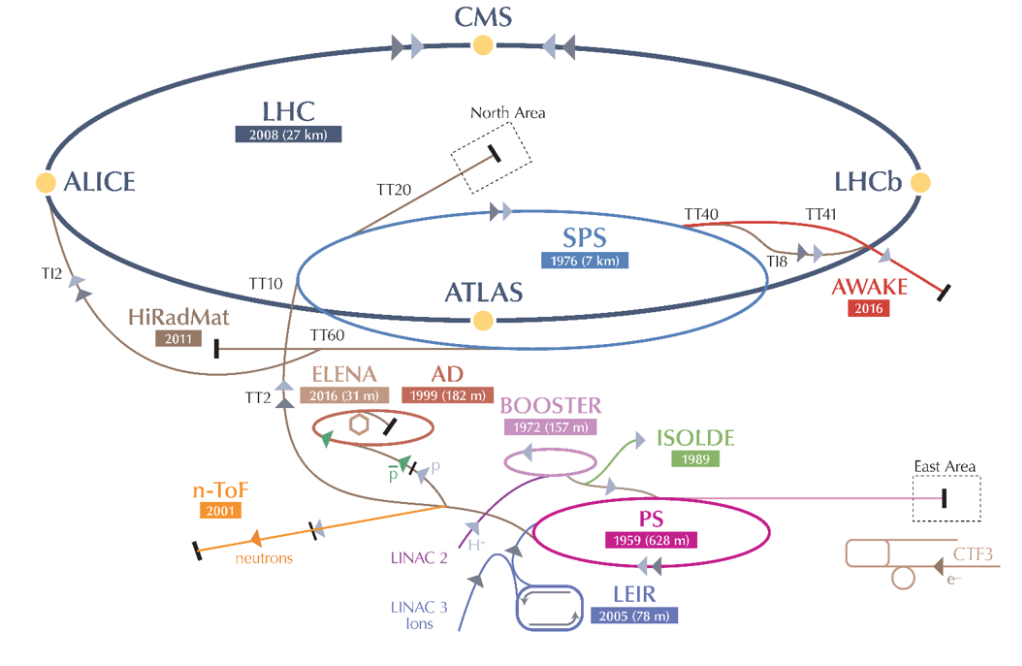 CMS
LHC
2008 (27 km)
North Area
ALICE
LHCb
TT20
TT40
TT41
SPS
1976 (7 km)
TI8
TI2
TT10
ATLAS
AWAKE
2016
HiRadMat
2011
TT60
ELENA
2016 (31 m)
AD
1999 (182 m)
TT2
BOOSTER
1972 (157 m)
ISOLDE
1989
p
p̅
East Area
n-ToF
2001
PS
1959 (628 m)
neutrons
LINAC 2
H+
CTF3
e–
LEIR
2005 (78 m)
LINAC 3
Ions